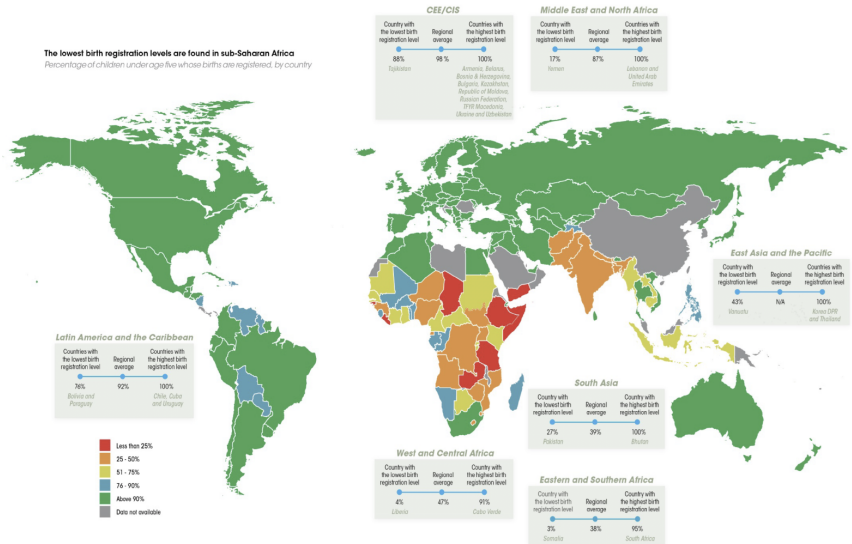 The lowest birth registration levels are found in sub-Saharan Africa
Percentage of children under age five whose births are registered, by country
CEE/CIS
Country with
the lowest birth
registration level
Regional
average
Countries with
the highest birth
registration level
88%
98 %
100%
Tajikistan
Armenia, Belarus,
Bosnia & Herzegovina,
Bulgaria, Kazakhstan,
Republic of Moldova,
Russian Federation,
TFYR Macedonia,
Ukraine and Uzbekistan
Middle East and North Africa
Country with
the lowest birth
registration level
Regional
average
Countries with
the highest birth
registration level
17%
87%
100%
Yemen
Lebanon and
United Arab
Emirates
East Asia and the Pacific
Country with
the lowest birth
registration level
Regional
average
Countries with
the highest birth
registration level
43%
N/A
100%
Vanuatu
Korea DPR
and Thailand
Latin America and the Caribbean
Countries with
the lowest birth
registration level
Regional
average
Countries with
the highest birth
registration level
76%
92%
100%
Bolivia and
Paraguay
Chile, Cuba
and Uruguay
South Asia
Country with
the lowest birth
registration level
Regional
average
Country with
the highest birth
registration level
27%
39%
100%
Pakistan
Bhutan
West and Central Africa
Country with
the lowest birth
registration level
Regional
average
Country with
the highest birth
registration level
4%
47%
91%
Liberia
Cabo Verde
Eastern and Southern Africa
Country with
the lowest birth
registration level
Regional
average
Country with
the highest birth
registration level
3%
38%
95%
Somalia
South Africa
Less than 25%
25 - 50%
51 - 75%
76 - 90%
Above 90%
Data not available